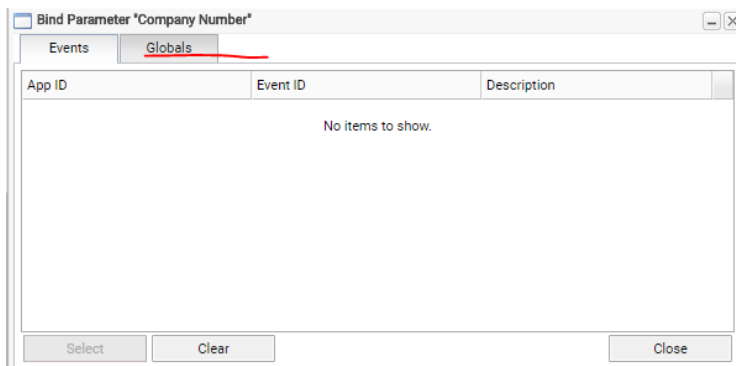 Bind Parameter "Company Number"
Events Globals
App ID Event ID Description
No items to show.
Select Clear Close